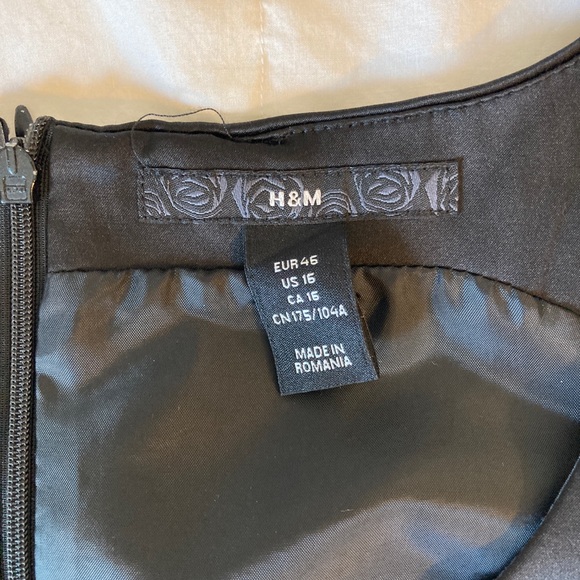 H&M
EUR 46
US 16
CA 16
CN 175/104A
MADE IN
ROMANIA